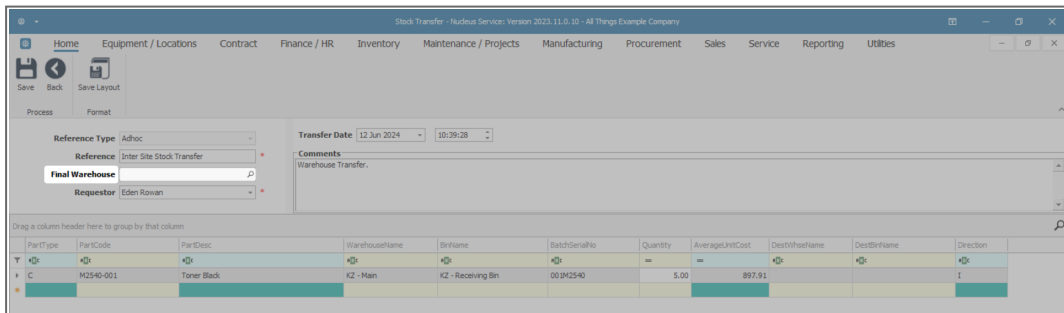 Stock Transfer - Nucleus Service: Version 2023.11.0.10 - All Things Example Company
Home Equipment / Locations Contract Finance / HR Inventory Maintenance / Projects Manufacturing Procurement Sales Service Reporting Utilities
Save Back Save Layout
Process Format
Reference Type Adhoc
Transfer Date 12 Jun 2024 10:39:28
Reference Inter Site Stock Transfer *
Comments
Warehouse Transfer.
Final Warehouse
Requestor Eden Rowan *
Drag a column header here to group by that column
PartType PartCode PartDesc WarehouseName BinName BatchSerialNo Quantity AverageUnitCost DestWhseName DestBinName Direction
= =
C M2540-001 Toner Black KZ - Main KZ - Receiving Bin 001M2540 5.00 897.91 I